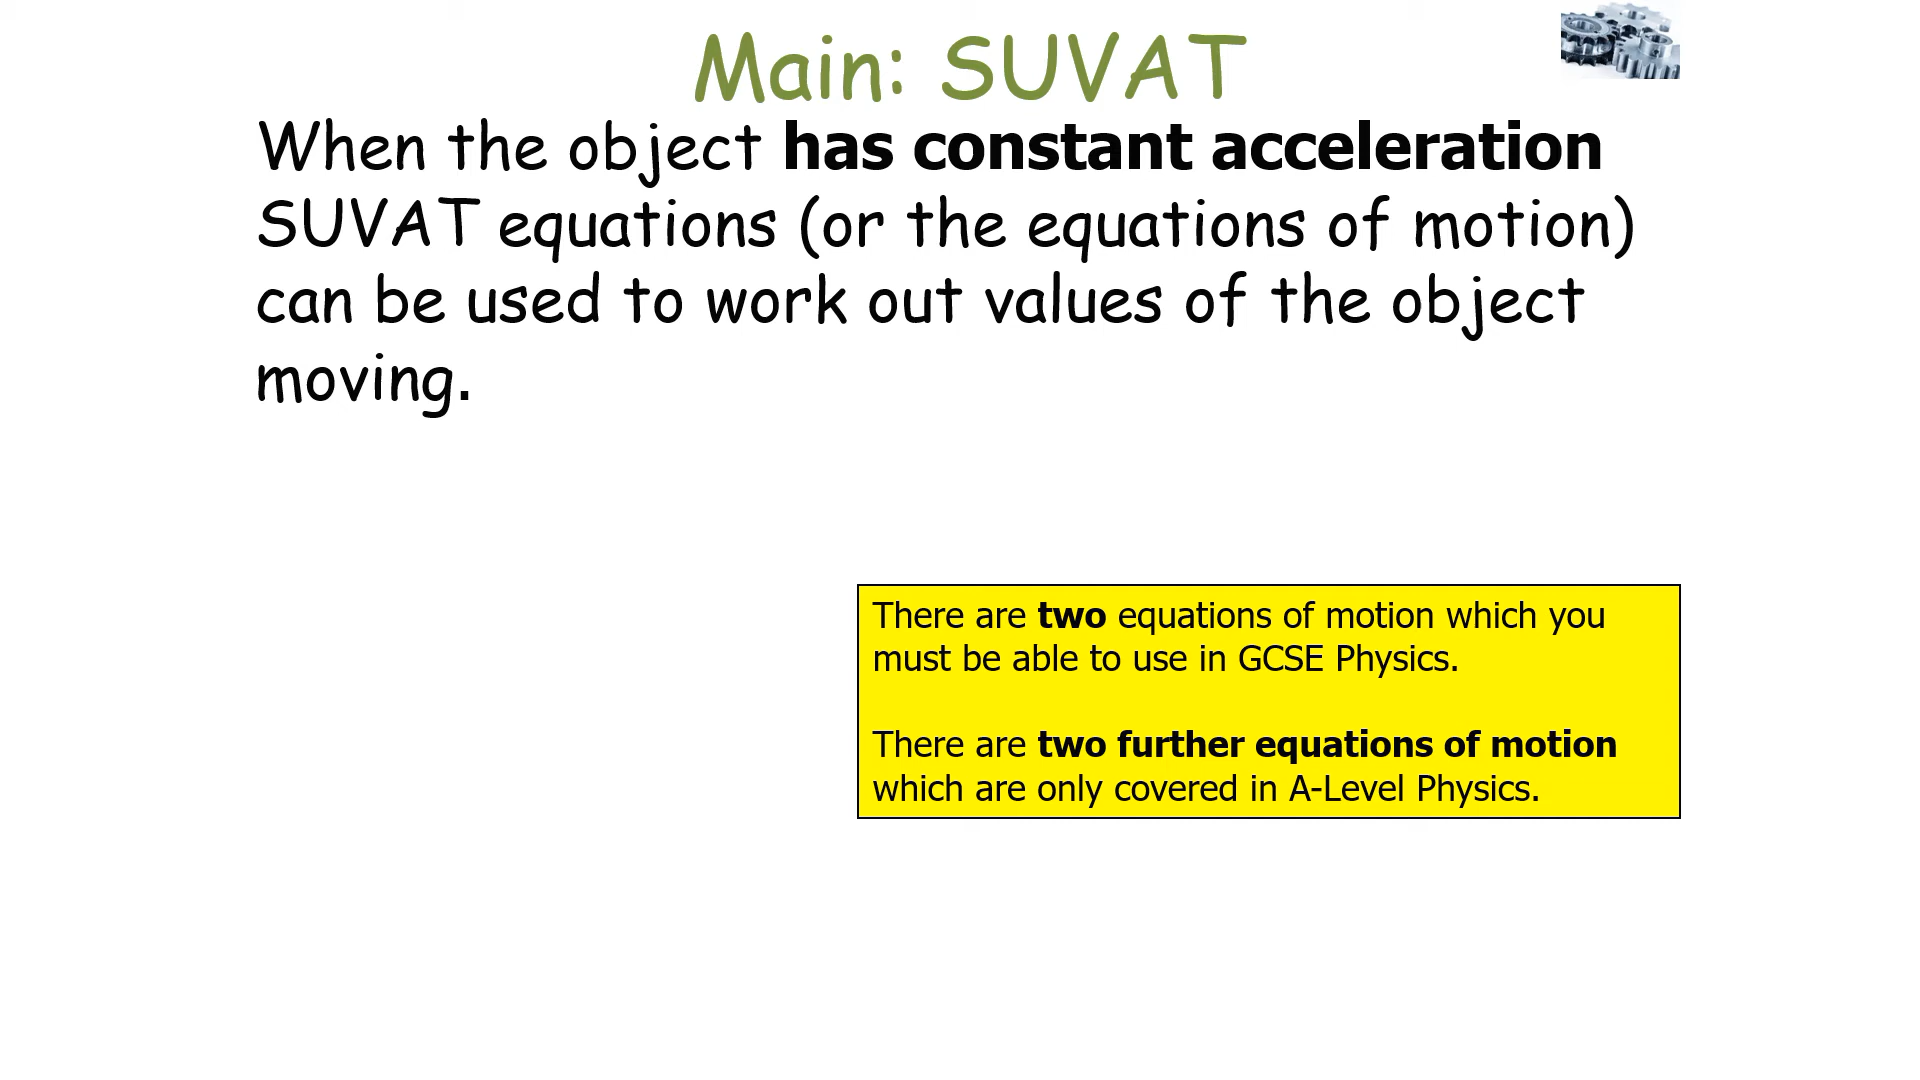 Main: SUVAT
When the object has constant acceleration
SUVAT equations (or the equations of motion)
can be used to work out values of the object
moving.
There are two equations of motion which you
must be able to use in GCSE Physics.
There are two further equations of motion
which are only covered in A-Level Physics.